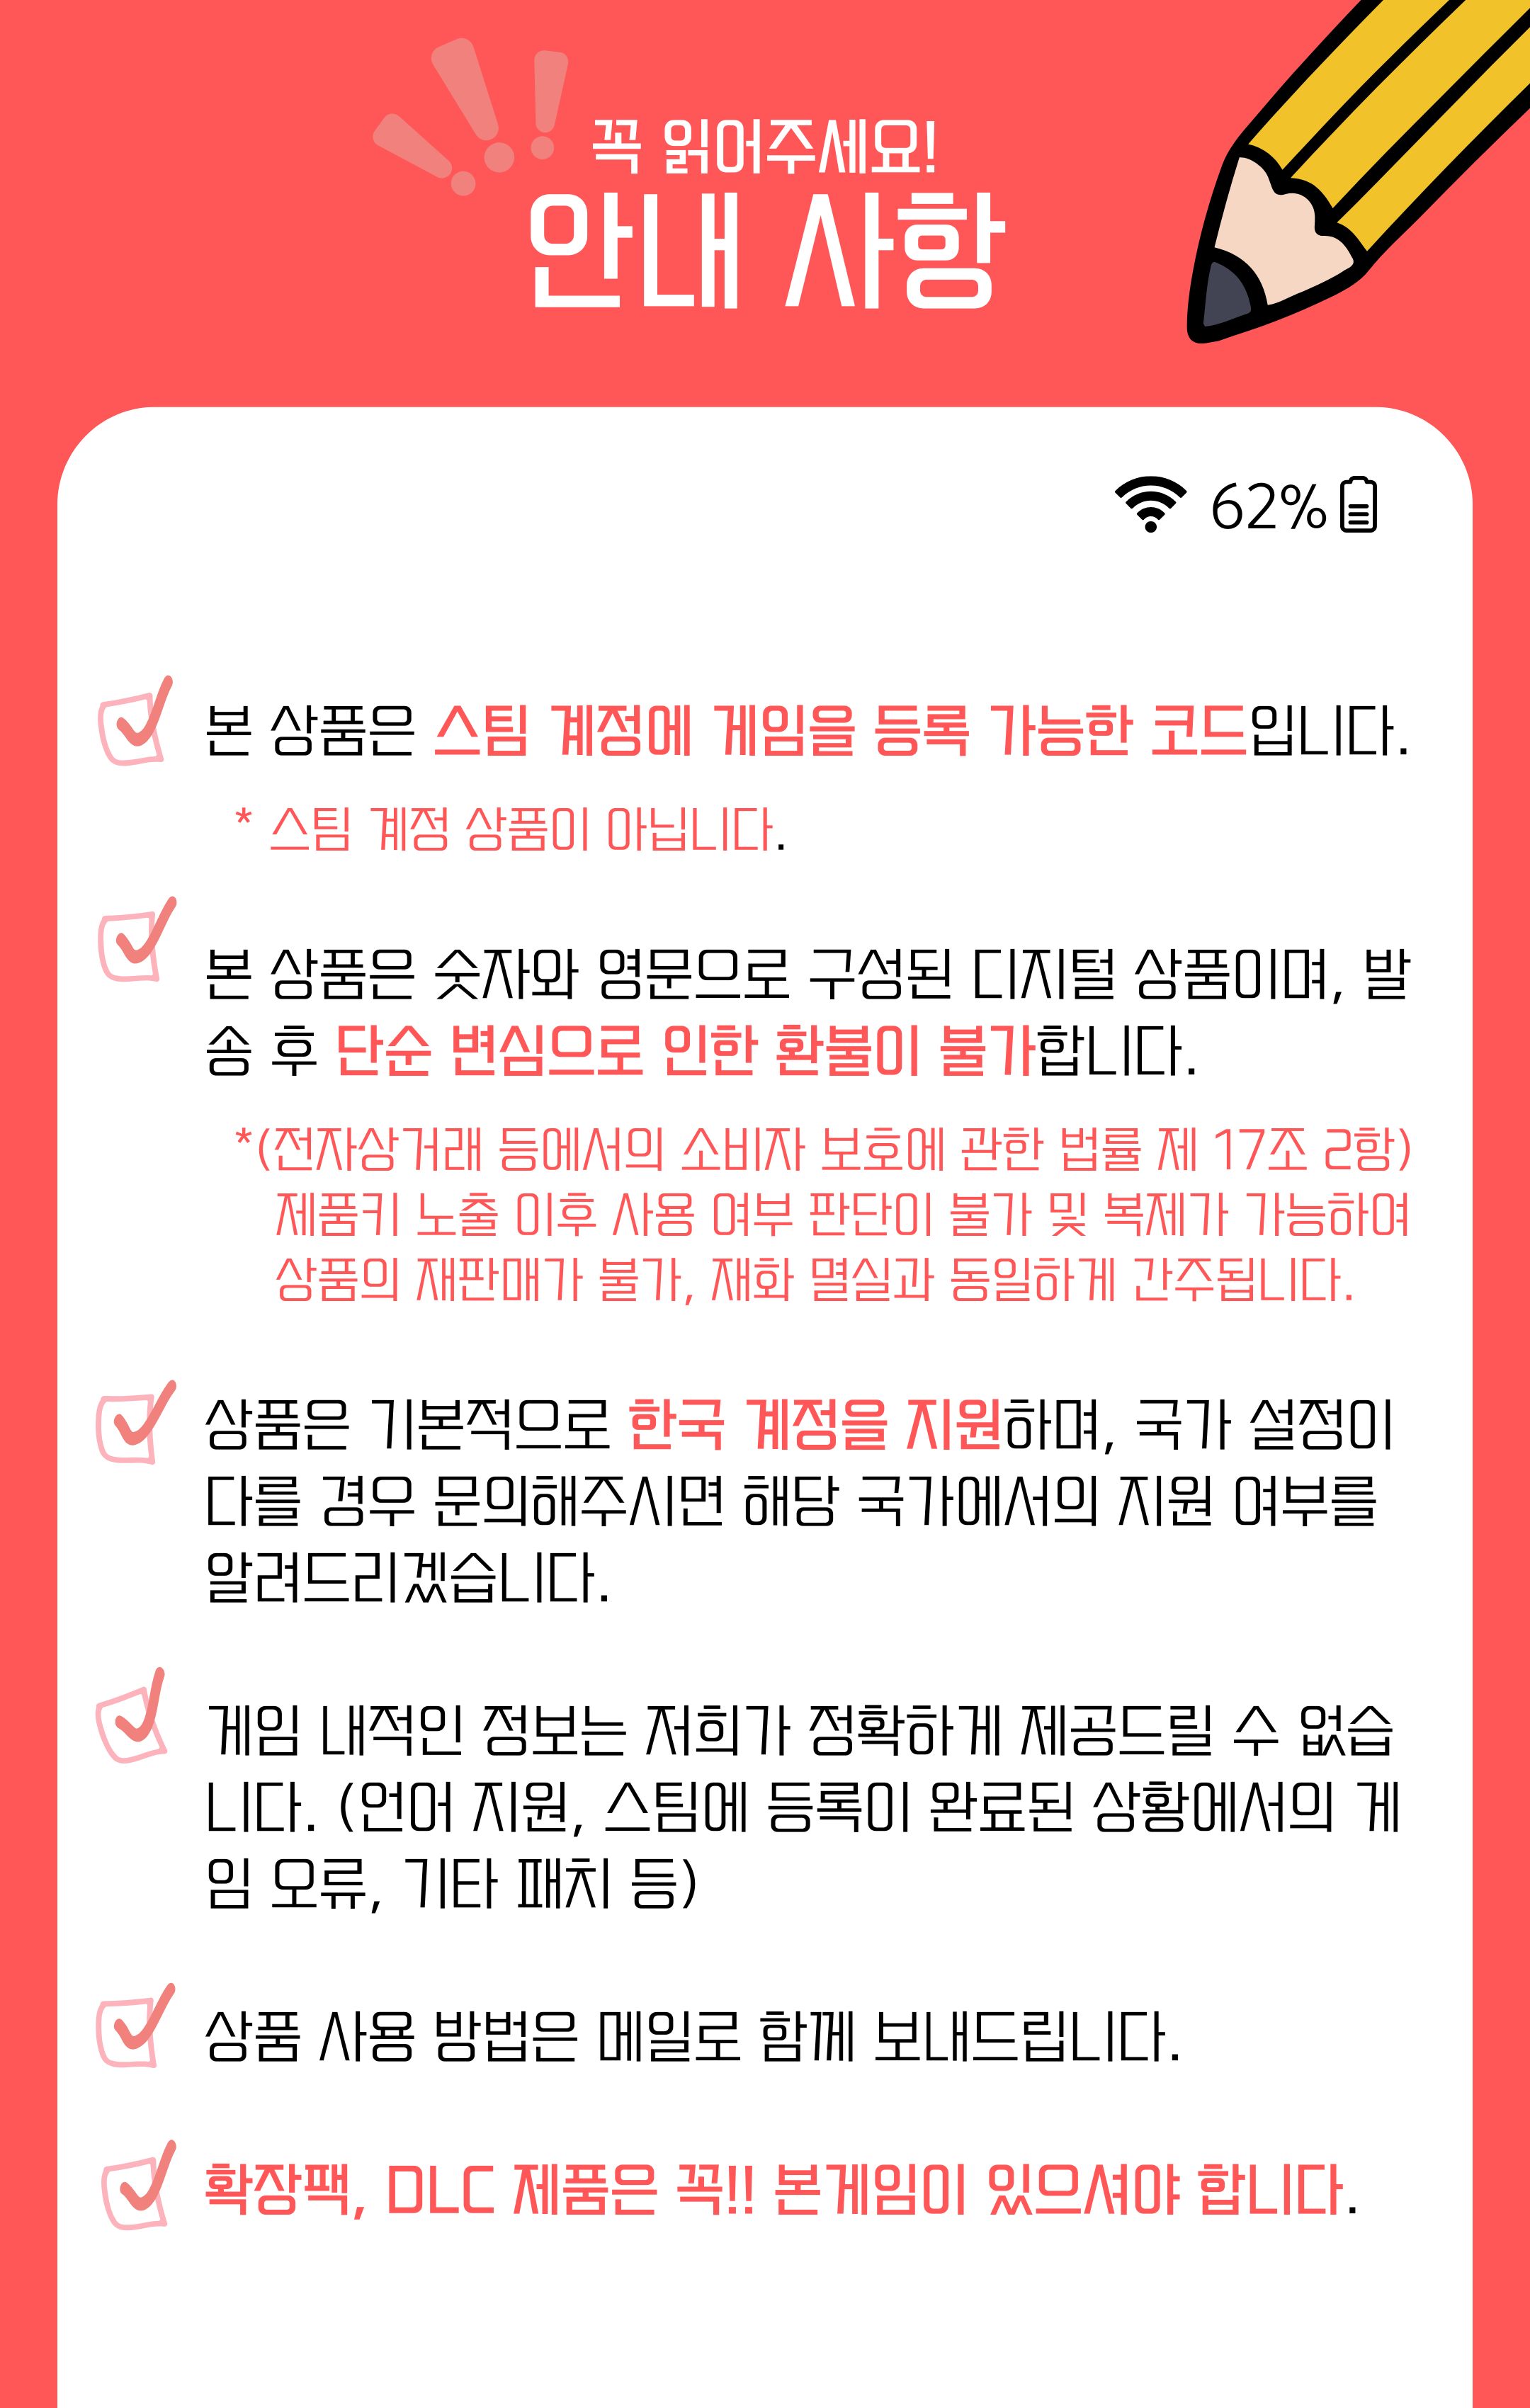 꼭 읽어주세요!
안내 사항
62%
본 상품은 스팀 계정에 게임을 등록 가능한 코드입니다.
* 스팀 계정 상품이 아닙니다.
본 상품은 숫자와 영문으로 구성된 디지털 상품이며, 발
송 후 단순 변심으로 인한 환불이 불가합니다.
*(전자상거래 등에서의 소비자 보호에 관한 법률 제 17조 2항)
제품키 노출 이후 사용 여부 판단이 불가 및 복제가 가능하여
상품의 재판매가 불가, 재화 멸실과 동일하게 간주됩니다.
상품은 기본적으로 한국 계정을 지원하며, 국가 설정이
다를 경우 문의해주시면 해당 국가에서의 지원 여부를
알려드리겠습니다.
게임 내적인 정보는 저희가 정확하게 제공드릴 수 없습
니다. (언어 지원, 스팀에 등록이 완료된 상황에서의 게
임 오류, 기타 패치 등)
상품 사용 방법은 메일로 함께 보내드립니다.
확장팩, DLC 제품은 꼭!! 본게임이 있으셔야 합니다.